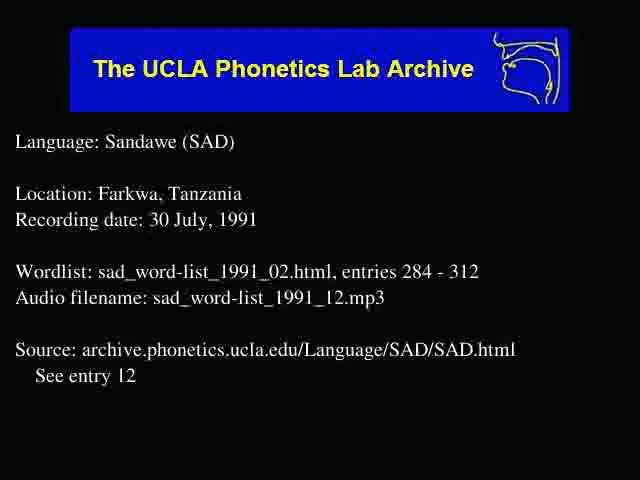 The UCLA Phonetics Lab Archive
Language: Sandawe (SAD)
Location: Farkwa, Tanzania
Recording date: 30 July, 1991
Wordlist: sad_word-list_1991_02.html, entries 284 - 312
Audio filename: sad_word-list_1991_12.mp3
Source: archive.phonetics.ucla.edu/Language/SAD/SAD.html
See entry 12